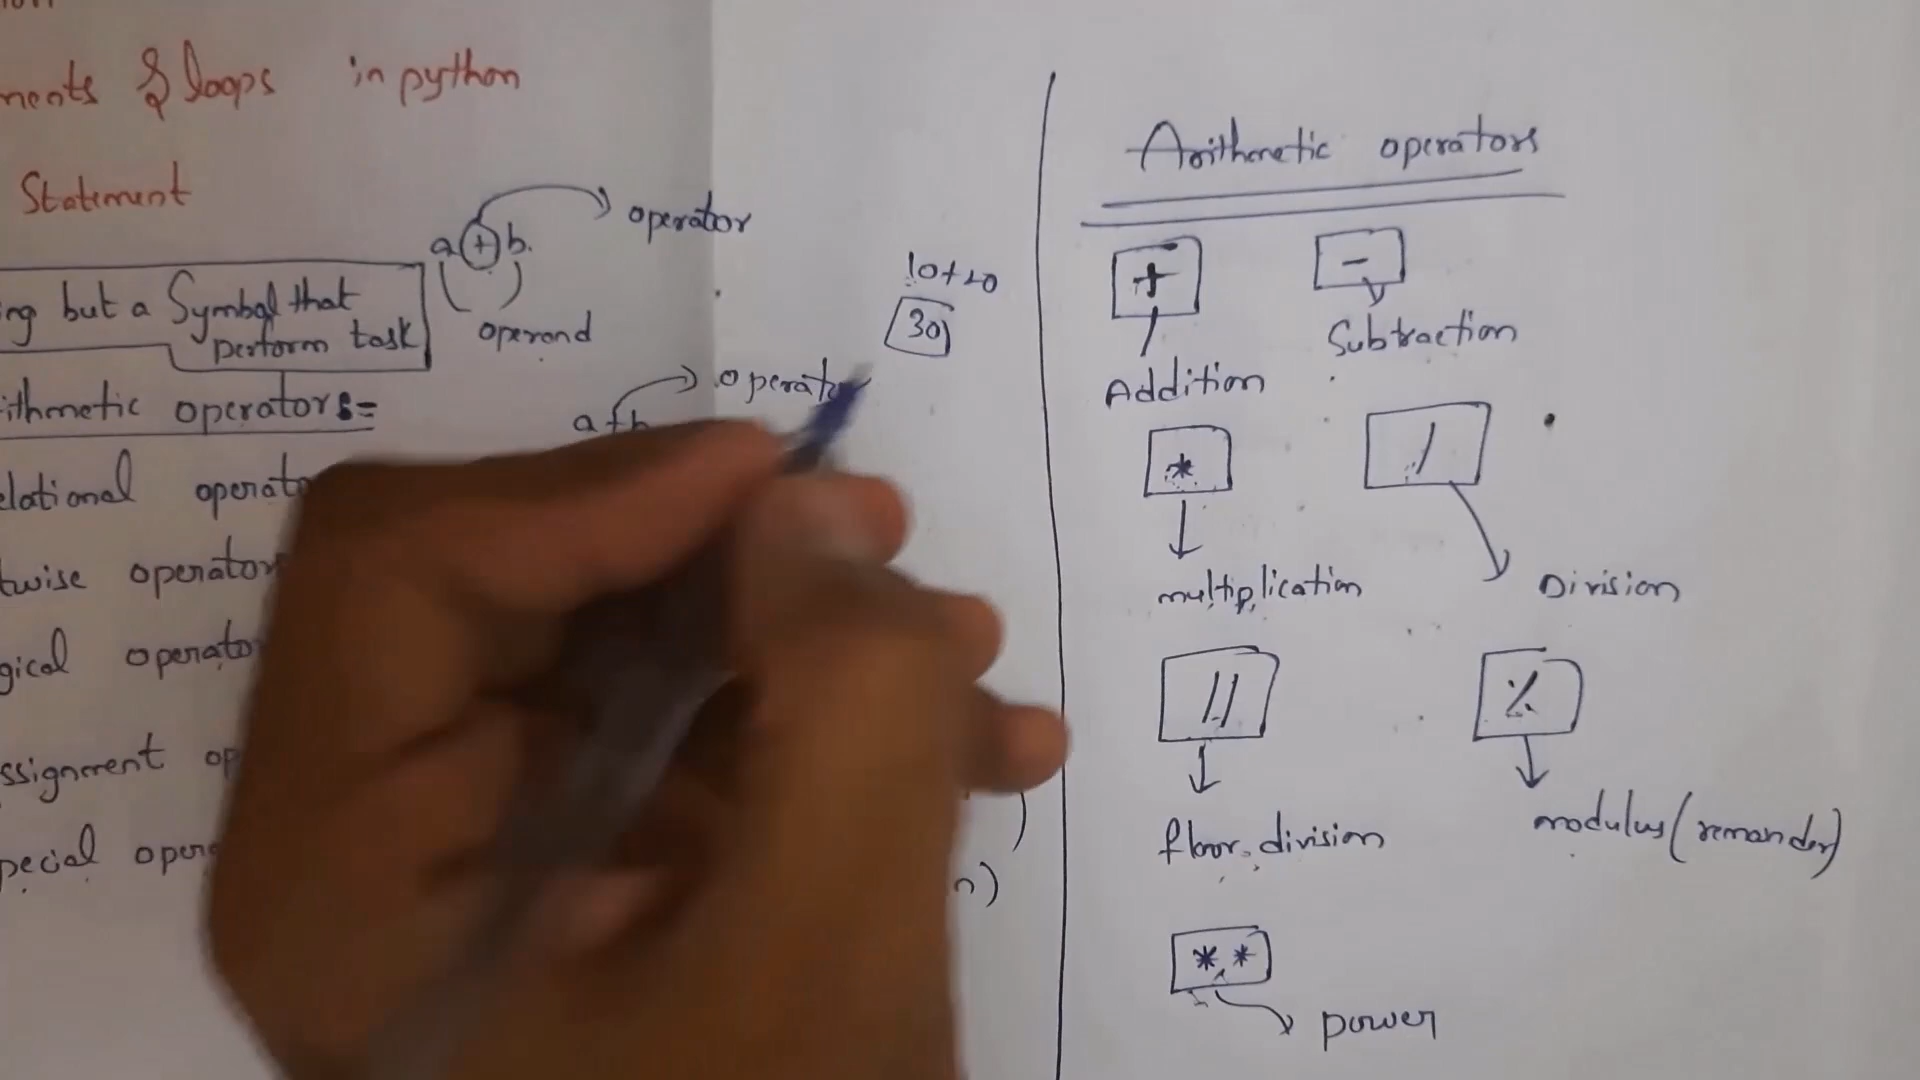 ments & loops in python
Statement
a + b.
operator
operand
ing but a Symbol that
perform task
ithmetic operators:=
elational operato
twise operator
gical operato
ssignment op
pecial opera
10+20
30
operator
a+b
n)
Arithmetic operators
+
-
Addition
Subtraction
*
/
multiplication
Division
//
%
floor division
modulus (remander)
**
power